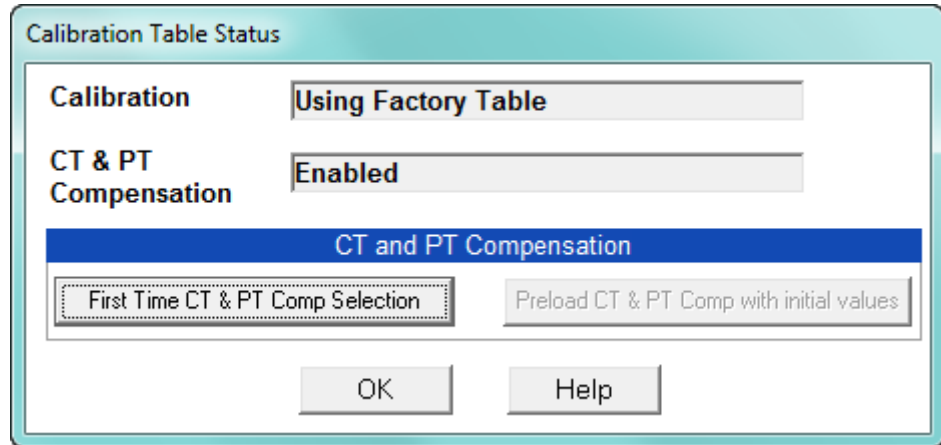 Calibration Table Status
Calibration
Using Factory Table
CT & PT
Compensation
Enabled
CT and PT Compensation
First Time CT & PT Comp Selection
Preload CT & PT Comp with initial values
OK
Help